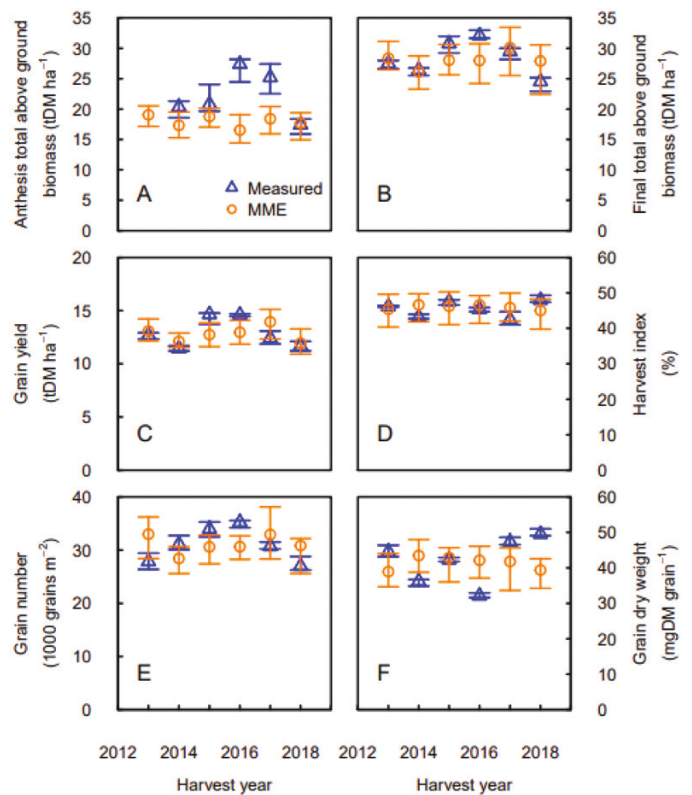 35
30
25
20
15
10
5
0
Anthesis total above ground
biomass (tDM ha⁻¹)
A
Measured
MME
B
35
30
25
20
15
10
5
0
Final total above ground
biomass (tDM ha⁻¹)
20
15
10
5
0
Grain yield
(tDM ha⁻¹)
C
D
60
50
40
30
20
10
0
Harvest index
(%)
40
30
20
10
0
Grain number
(1000 grains m⁻²)
E
F
60
50
40
30
20
10
0
Grain dry weight
(mgDM grain⁻¹)
2012 2014 2016 2018
Harvest year
2012 2014 2016 2018
Harvest year